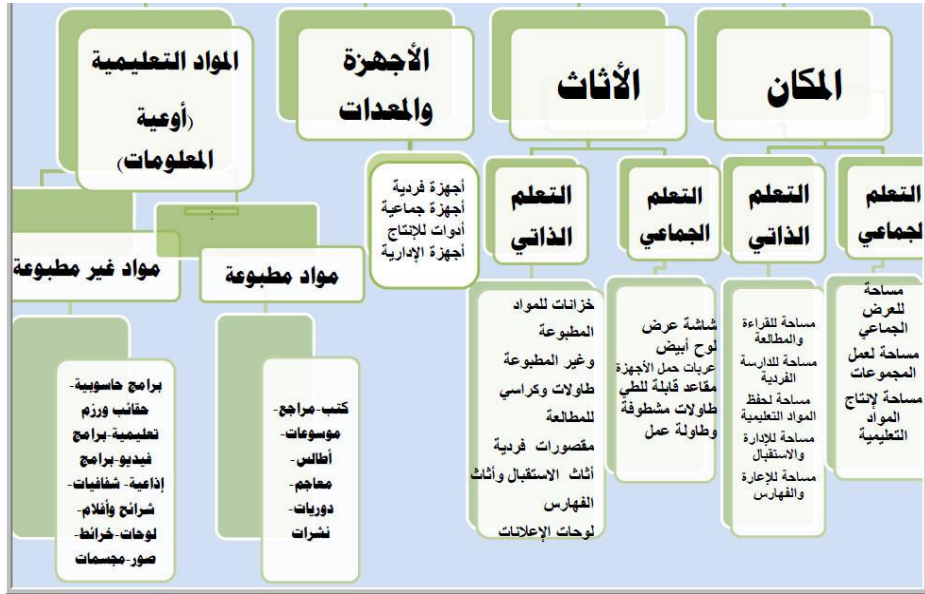 المكان
الأثاث
الأجهزة
والمعدات
المواد التعليمية
(أوعية
المعلومات)
التعلم
لجماعي
التعلم
الذاتي
التعلم
الجماعي
التعلم
الذاتي
أجهزة فردية
أجهزة جماعية
أدوات للإنتاج
أجهزة الإدارية
مواد مطبوعة
مواد غير مطبوعة
مساحة
للعرض
الجماعي
مساحة لعمل
المجموعات
مساحة لإنتاج
المواد
التعليمية
مساحة للقراءة
والمطالعة
مساحة للدارسة
الفردية
مساحة لحفظ
المواد التعليمية
مساحة للإدارة
والاستقبال
مساحة للإعارة
والفهارس
شاشة عرض
لوح أبيض
عربات حمل الأجهزة
مقاعد قابلة للطي
طاولات مشطوفة
وطاولة عمل
خزانات للمواد
المطبوعة
وغير المطبوعة
طاولات وكراسي
للمطالعة
مقصورات فردية
أثاث الاستقبال وأثاث
الفهارس
لوحات الإعلانات
كتب-مراجع-
موسوعات-
أطالس-
معاجم-
دوريات-
نشرات
برامج حاسوبية-
حقائب ورزم
تعليمية-برامج
فيديو-برامج
إذاعية- شفافيات-
شرائح وأفلام-
لوحات-خرائط-
صور-مجسمات